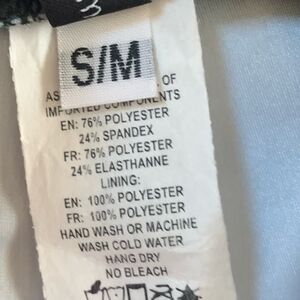 S/M
OF
IMPORTED COMPONENTS
EN: 76% POLYESTER
24% SPANDEX
FR: 76% POLYESTER
24% ELASTHANNE
LINING:
EN: 100% POLYESTER
FR: 100% POLYESTER
HAND WASH OR MACHINE
WASH COLD WATER
HANG DRY
NO BLEACH